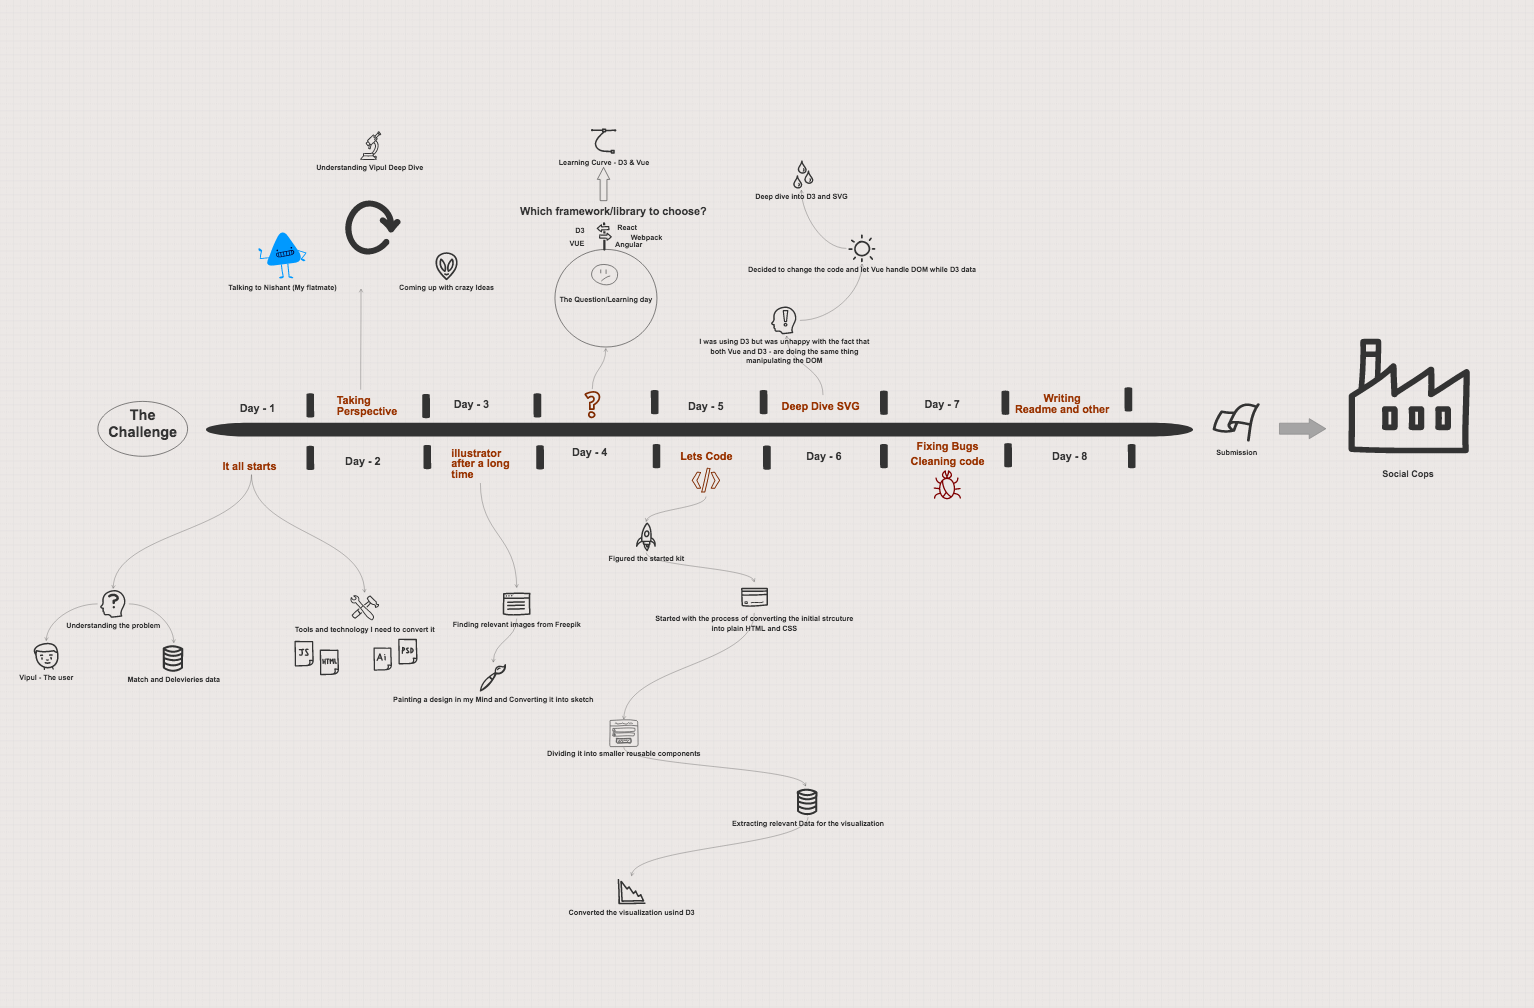 Understanding Vipul Deep Dive
Talking to Nishant (My flatmate)
Coming up with crazy Ideas
Learning Curve - D3 & Vue
Which framework/library to choose?
D3
React
Webpack
VUE
Angular
The Question/Learning day
Deep dive into D3 and SVG
Decided to change the code and let Vue handle DOM while D3 data
I was using D3 but was unhappy with the fact that
both Vue and D3 - are doing the same thing
manipulating the DOM
The
Challenge
Day - 1
Taking
Perspective
Day - 3
?
Day - 5
Deep Dive SVG
Day - 7
Writing
Readme and other
It all starts
Day - 2
illustrator
after a long
time
Day - 4
Lets Code
</>
Day - 6
Fixing Bugs
Cleaning code
Day - 8
Submission
Social Cops
Understanding the problem
Vipul - The user
Match and Delevieries data
Tools and technology I need to convert it
JS
HTML
Ai
PSD
Finding relevant images from Freepik
Painting a design in my Mind and Converting it into sketch
Figured the started kit
Started with the process of converting the initial strcuture
into plain HTML and CSS
Dividing it into smaller reusable components
Extracting relevant Data for the visualization
Converted the visualization usind D3